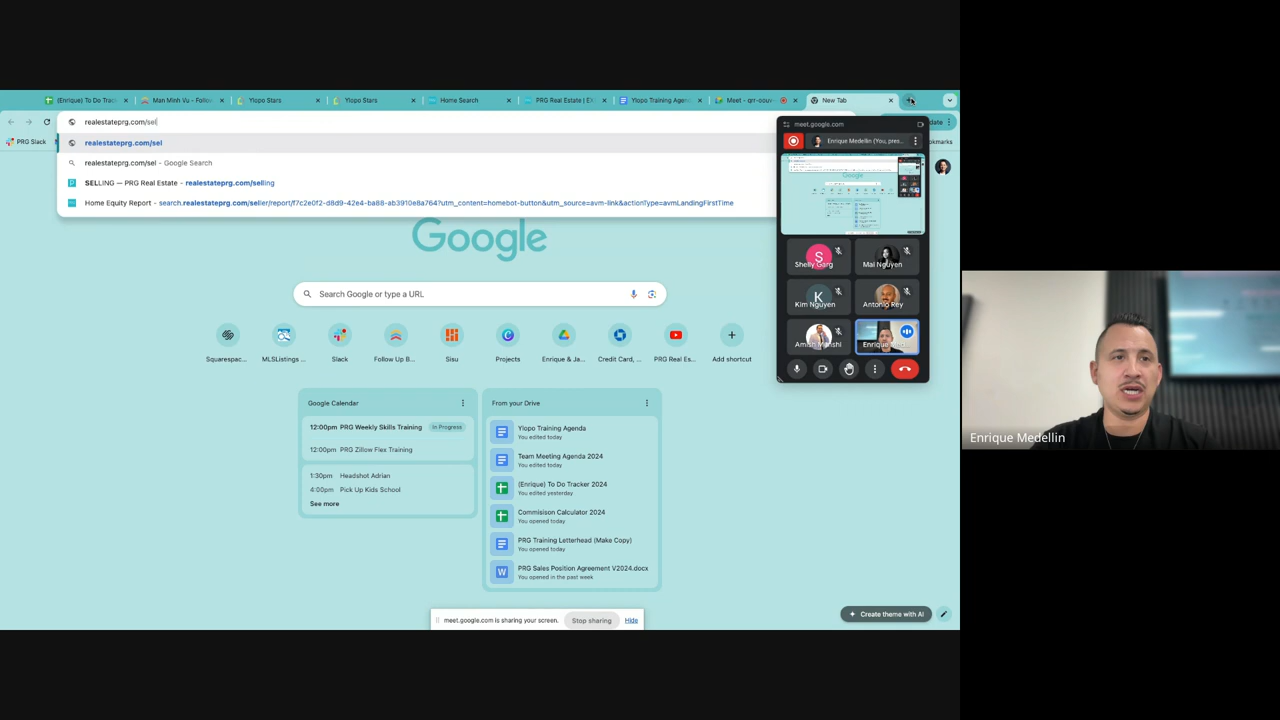 (Enrique) To Do Trac
Man Minh Vu - Follow
Ylopo Stars
Ylopo Stars
Home Search
PRG Real Estate | El
Ylopo Training Agend
Meet - qrr-oouv
New Tab
realestateprg.com/sel
PRG Slack
realestateprg.com/sel
realestateprg.com/sel - Google Search
SELLING — PRG Real Estate - realestateprg.com/selling
Home Equity Report - search.realestateprg.com/seller/report/f7c2e0f2-d8d9-42e4-ba88-ab3910e8a764?utm_content=homebot-button&utm_source=avm-link&actionType=avmLandingFirstTime
meet.google.com
Enrique Medellin (You, pres...
Shelly Garg
Mai Nguyen
Kim Nguyen
Antonio Rey
Enrique Med
Google
Search Google or type a URL
Squarespac...
MLSListings ...
Slack
Follow Up B...
Sisu
Projects
Enrique & Ja...
Credit Card, ...
PRG Real Es...
Add shortcut
Google Calendar
12:00pm PRG Weekly Skills Training In Progress
12:00pm PRG Zillow Flex Training
1:30pm Headshot Adrian
4:00pm Pick Up Kids School
See more
From your Drive
Ylopo Training Agenda
You edited today
Team Meeting Agenda 2024
You edited today
(Enrique) To Do Tracker 2024
You edited yesterday
Commisison Calculator 2024
You opened today
PRG Training Letterhead (Make Copy)
You opened today
PRG Sales Position Agreement V2024.docx
You opened in the past week
Create theme with AI
meet.google.com is sharing your screen.
Stop sharing
Hide
Enrique Medellin